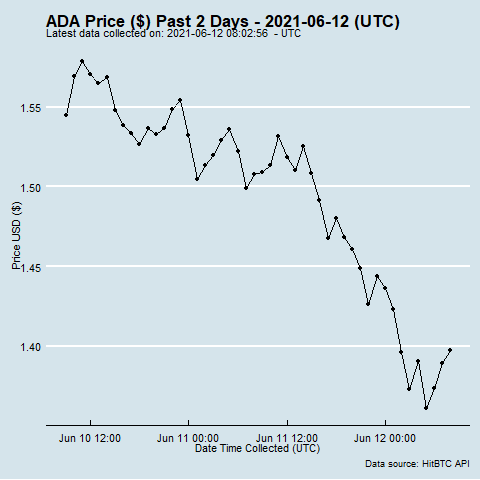 ADA Price ($) Past 2 Days - 2021-06-12 (UTC)
Latest data collected on: 2021-06-12 08:02:56 - UTC
1.55
1.50
1.45
1.40
Price USD ($)
Jun 10 12:00 Jun 11 00:00 Jun 11 12:00 Jun 12 00:00
Date Time Collected (UTC)
Data source: HitBTC API